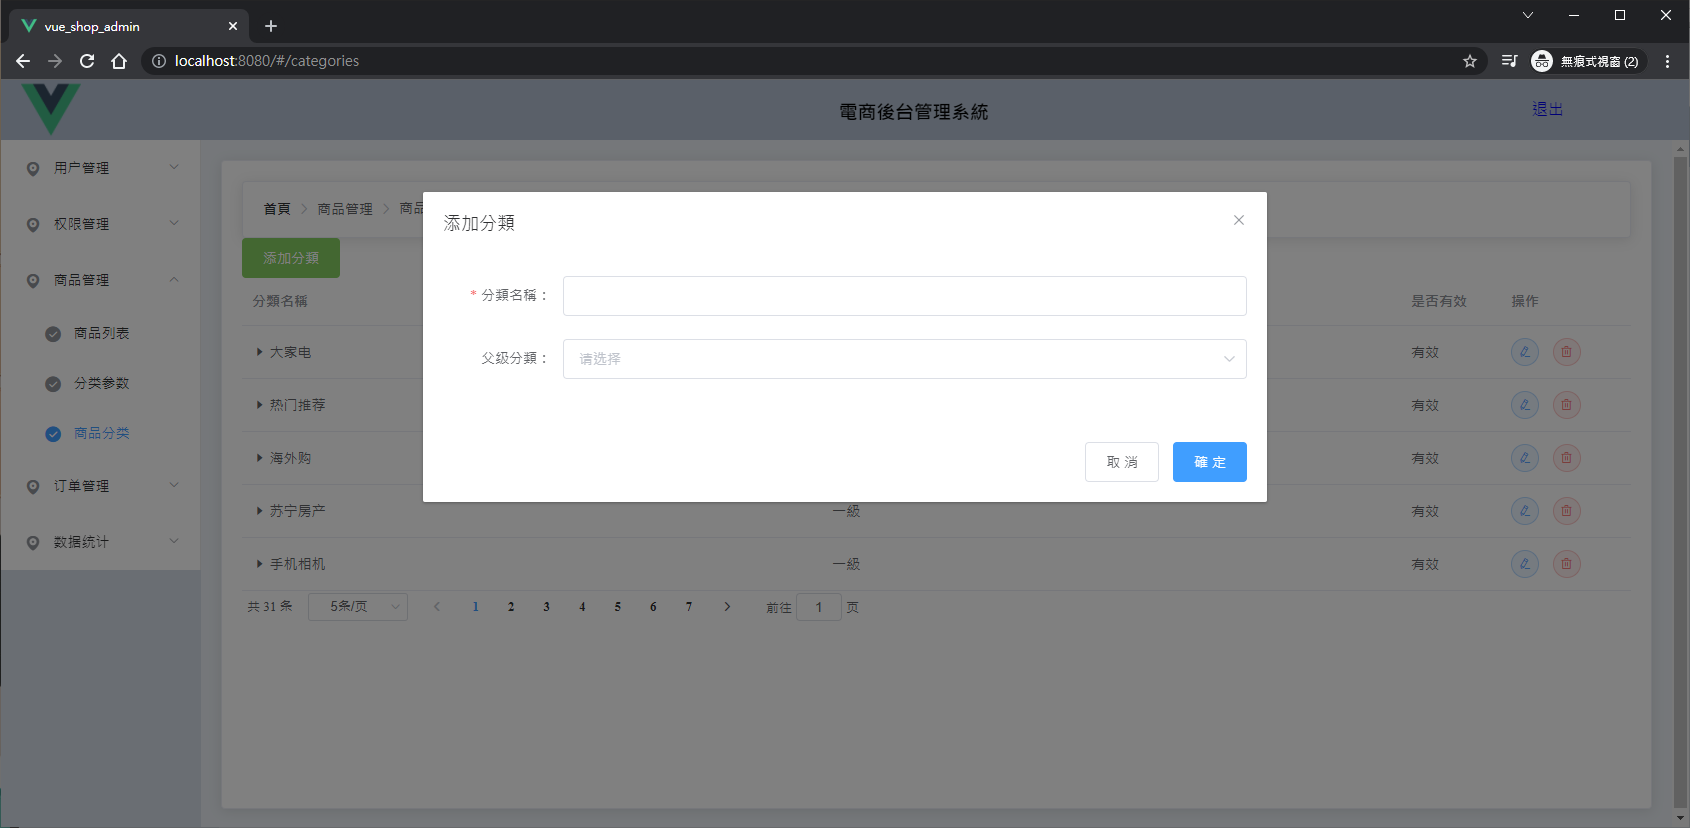 vue_shop_admin
localhost:8080/#/categories
無痕式視窗 (2)
電商後台管理系統
退出
用户管理
权限管理
商品管理
商品列表
分类参数
商品分类
订单管理
数据统计
首頁 商品管理 商品
添加分類
分類名稱 是否有效 操作
大家电 有效
热门推荐 有效
海外购 有效
苏宁房产 一級 有效
手机相机 一級 有效
共 31 条 5条/页 1 2 3 4 5 6 7 前往 1 页
添加分類
* 分類名稱：
父级分類： 请选择
取 消 確 定